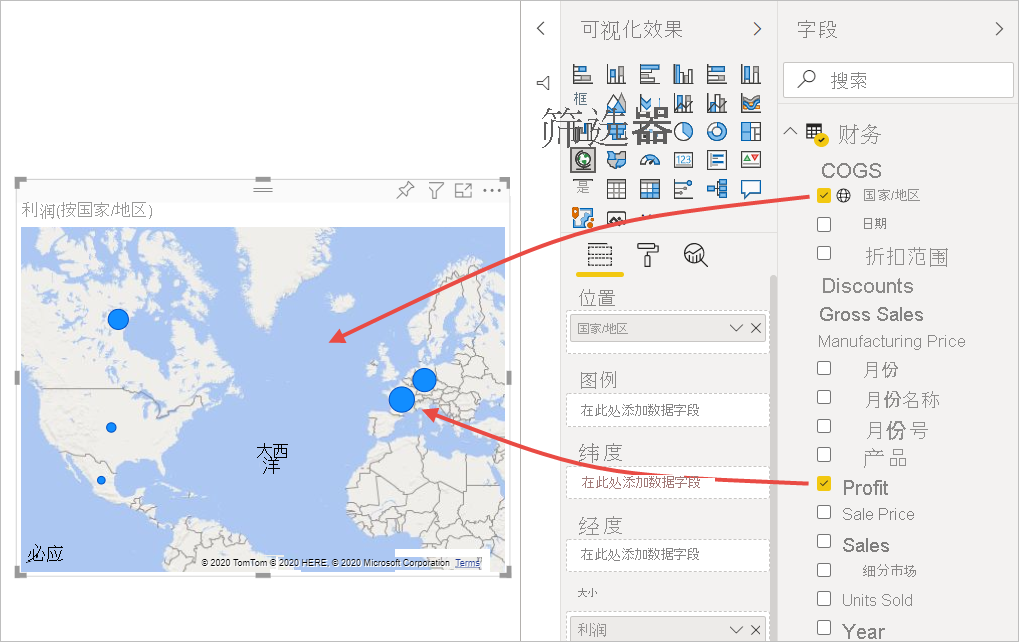 利润(按国家/地区)
大西
洋
必应
© 2020 TomTom © 2020 HERE, © 2020 Microsoft Corporation Terms
筛选器
可视化效果
框
123
是
位置
国家/地区
图例
在此处添加数据字段
纬度
在此处添加数据字段
经度
在此处添加数据字段
大小
利润
字段
搜索
财务
COGS
国家/地区
日期
折扣范围
Discounts
Gross Sales
Manufacturing Price
月份
月份名称
月份号
产品
Profit
Sale Price
Sales
细分市场
Units Sold
Year